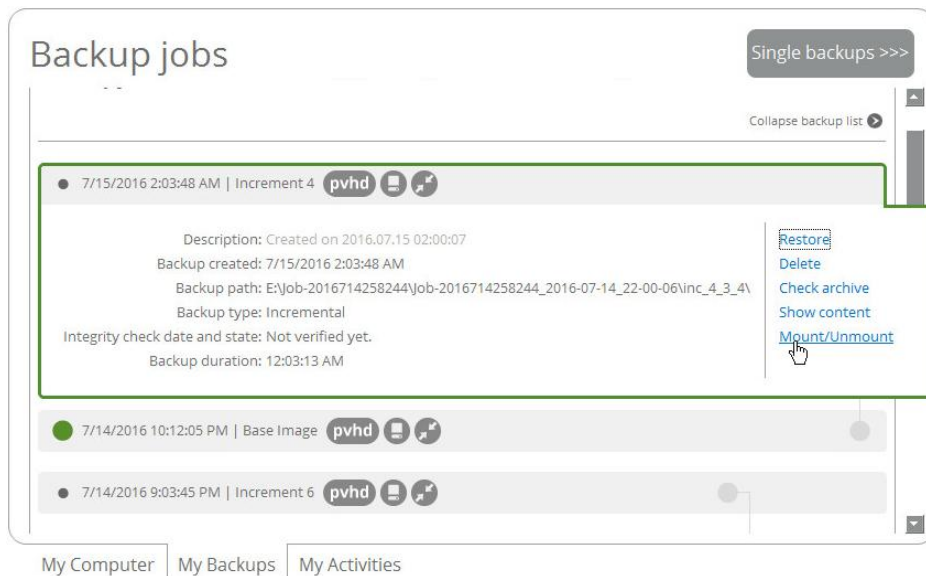 Backup jobs
Single backups >>>
Collapse backup list
7/15/2016 2:03:48 AM | Increment 4 pvhd
Description: Created on 2016.07.15 02:00:07
Backup created: 7/15/2016 2:03:48 AM
Backup path: E:\Job-2016714258244\Job-2016714258244_2016-07-14_22-00-06\inc_4_3_4\
Backup type: Incremental
Integrity check date and state: Not verified yet.
Backup duration: 12:03:13 AM
Restore
Delete
Check archive
Show content
Mount/Unmount
7/14/2016 10:12:05 PM | Base Image pvhd
7/14/2016 9:03:45 PM | Increment 6 pvhd
My Computer My Backups My Activities